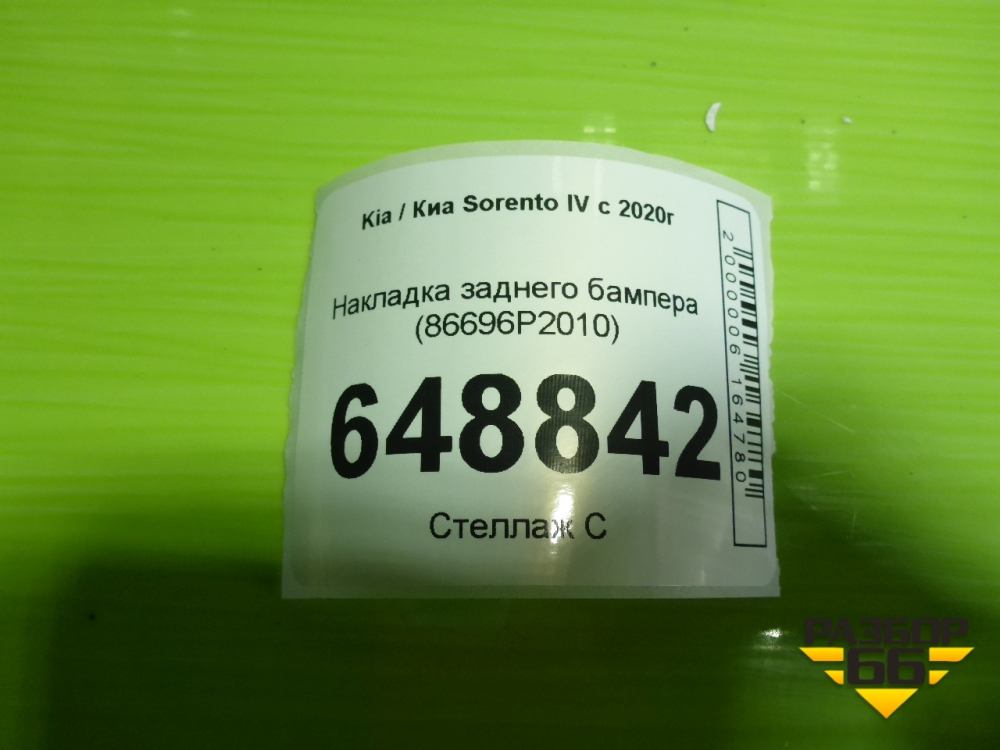 Kia / Киа Sorento IV с 2020г
Накладка заднего бампера
(86696P2010)
648842
Стеллаж С
2000006164780
РАЗБОР
66